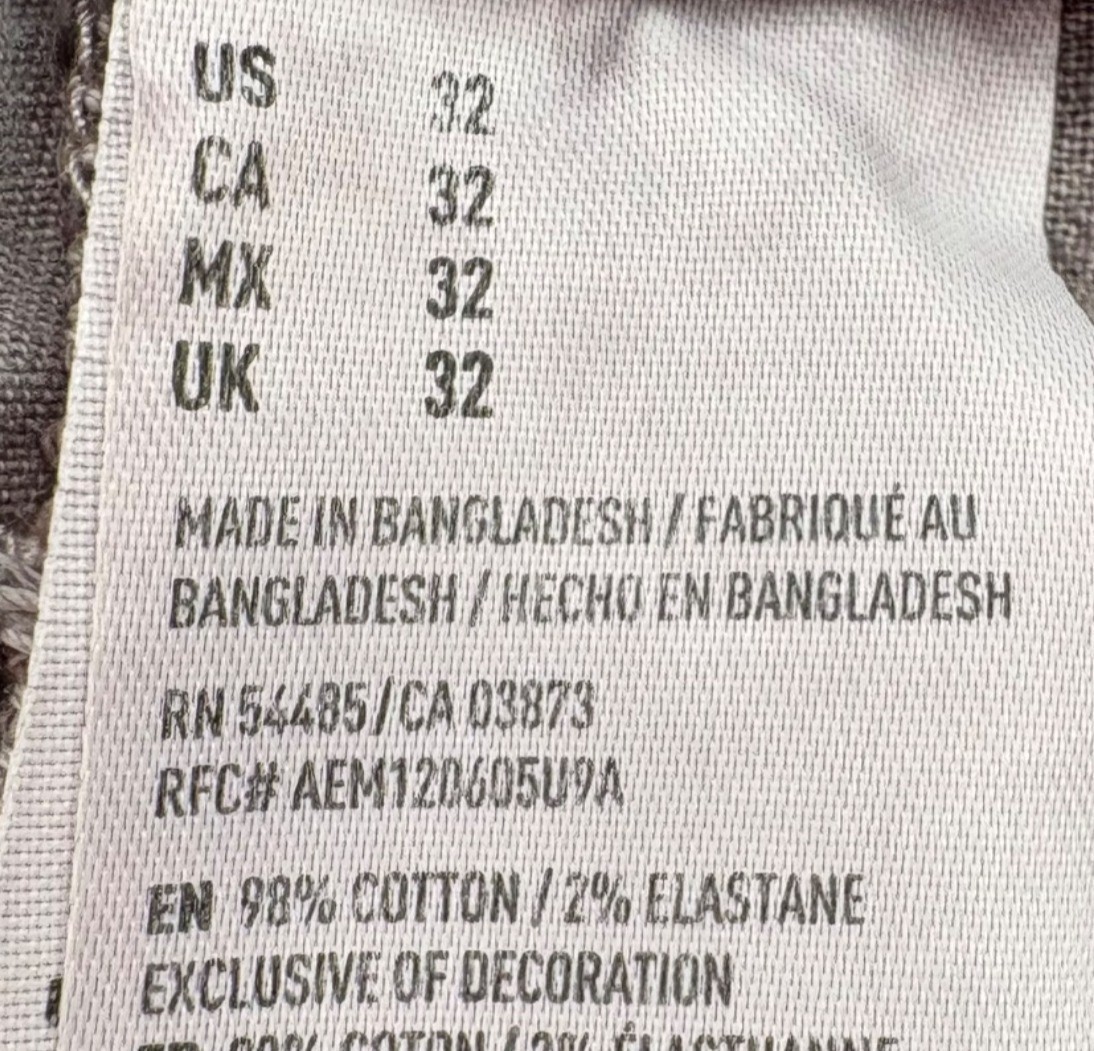 US 32
CA 32
MX 32
UK 32
MADE IN BANGLADESH / FABRIQUÉ AU
BANGLADESH / HECHO EN BANGLADESH
RN 54485/CA 03873
RFC# AEM120605U9A
EN 98% COTTON / 2% ELASTANE
EXCLUSIVE OF DECORATION